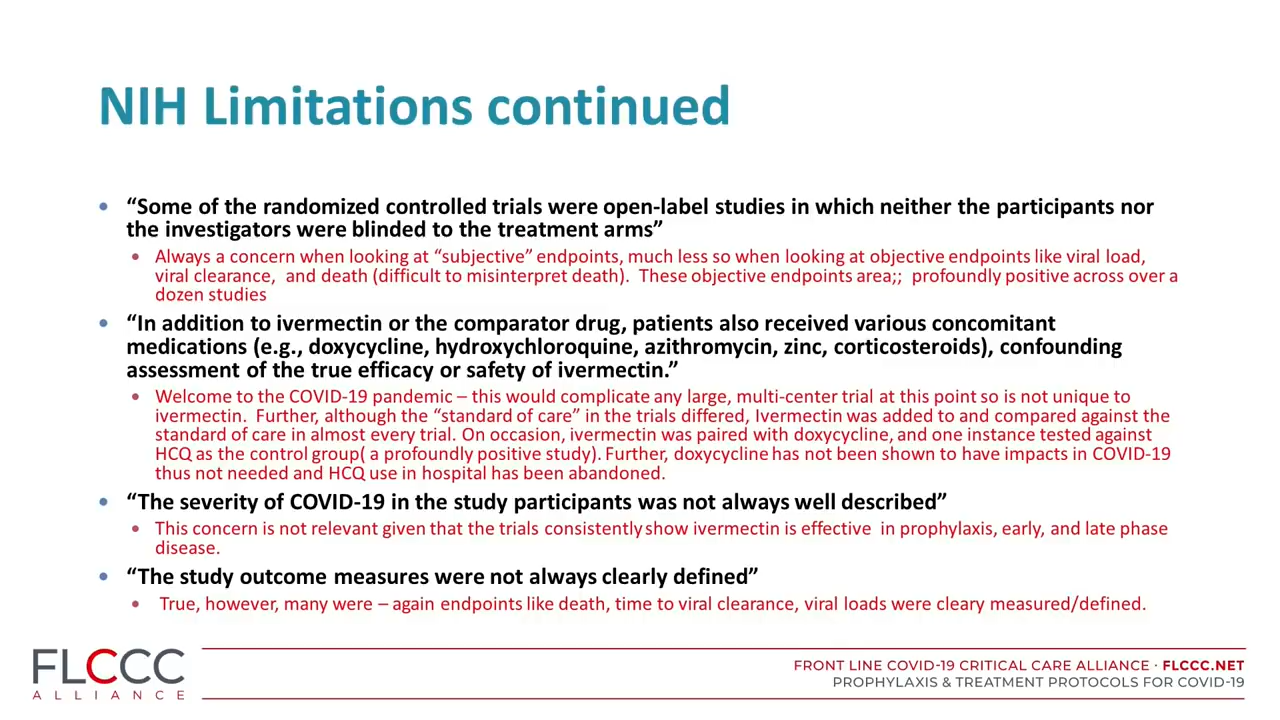 NIH Limitations continued
• “Some of the randomized controlled trials were open-label studies in which neither the participants nor
the investigators were blinded to the treatment arms”
• Always a concern when looking at “subjective” endpoints, much less so when looking at objective endpoints like viral load,
viral clearance, and death (difficult to misinterpret death). These objective endpoints area;; profoundly positive across over a
dozen studies
• “In addition to ivermectin or the comparator drug, patients also received various concomitant
medications (e.g., doxycycline, hydroxychloroquine, azithromycin, zinc, corticosteroids), confounding
assessment of the true efficacy or safety of ivermectin.”
• Welcome to the COVID-19 pandemic – this would complicate any large, multi-center trial at this point so is not unique to
ivermectin. Further, although the “standard of care” in the trials differed, Ivermectin was added to and compared against the
standard of care in almost every trial. On occasion, ivermectin was paired with doxycycline, and one instance tested against
HCQ as the control group( a profoundly positive study). Further, doxycycline has not been shown to have impacts in COVID-19
thus not needed and HCQ use in hospital has been abandoned.
• “The severity of COVID-19 in the study participants was not always well described”
• This concern is not relevant given that the trials consistently show ivermectin is effective in prophylaxis, early, and late phase
disease.
• “The study outcome measures were not always clearly defined”
• True, however, many were – again endpoints like death, time to viral clearance, viral loads were cleary measured/defined.
FLCCC
ALLIANCE
FRONT LINE COVID-19 CRITICAL CARE ALLIANCE · FLCCC.NET
PROPHYLAXIS & TREATMENT PROTOCOLS FOR COVID-19